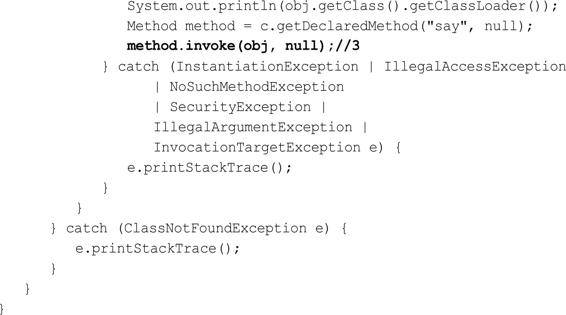 System.out.println(obj.getClass().getClassLoader());
Method method = c.getDeclaredMethod("say", null);
method.invoke(obj, null);//3
} catch (InstantiationException | IllegalAccessException
| NoSuchMethodException
| SecurityException |
IllegalArgumentException |
InvocationTargetException e) {
e.printStackTrace();
}
}
} catch (ClassNotFoundException e) {
e.printStackTrace();
}
}
}